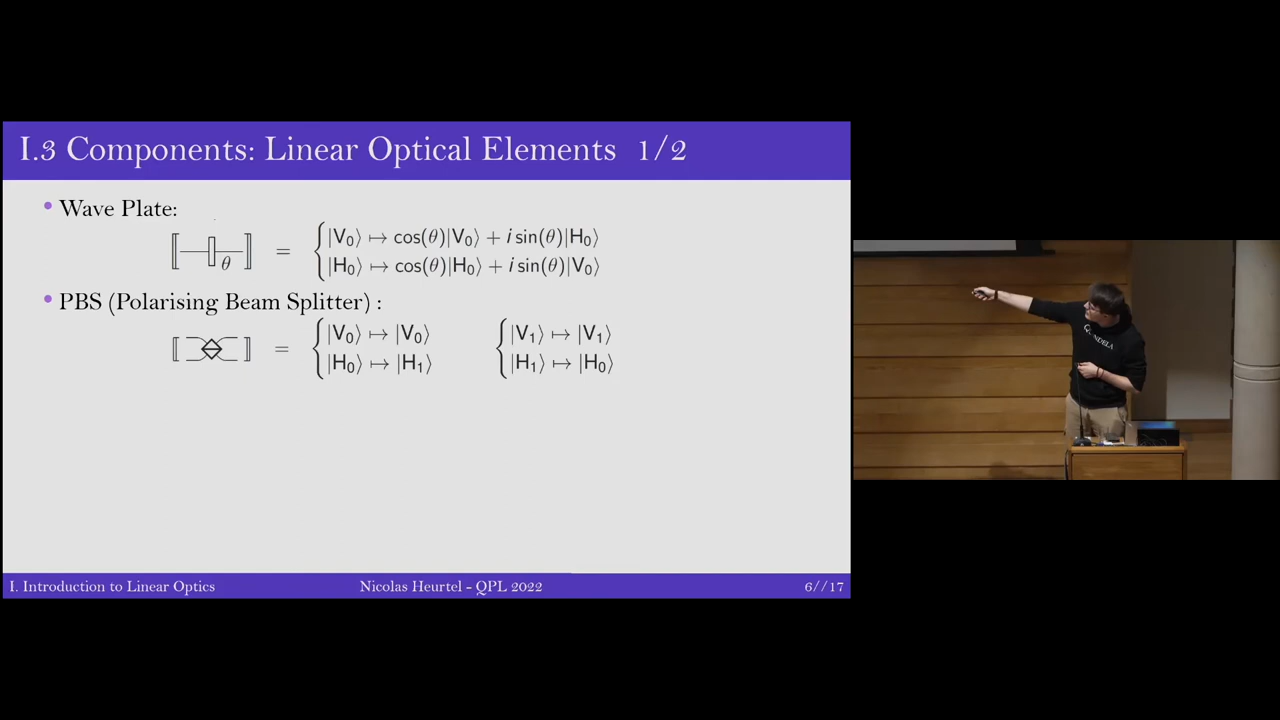 I.3 Components: Linear Optical Elements 1/2
• Wave Plate:
⟦ θ ⟧ = { |V₀⟩ ↦ cos(θ)|V₀⟩ + i sin(θ)|H₀⟩
|H₀⟩ ↦ cos(θ)|H₀⟩ + i sin(θ)|V₀⟩
• PBS (Polarising Beam Splitter) :
⟦ ⟧ = { |V₀⟩ ↦ |V₀⟩ { |V₁⟩ ↦ |V₁⟩
|H₀⟩ ↦ |H₁⟩ |H₁⟩ ↦ |H₀⟩
I. Introduction to Linear Optics Nicolas Heurtel - QPL 2022 6//17